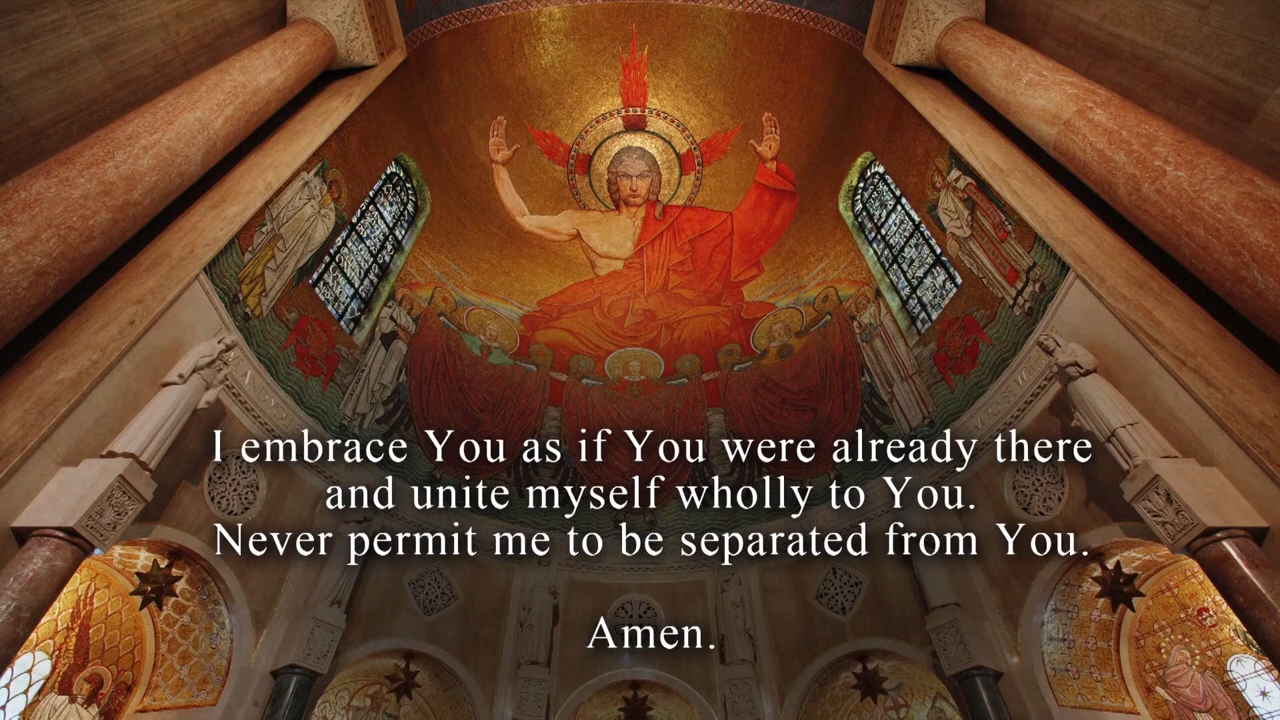 I embrace You as if You were already there
and unite myself wholly to You.
Never permit me to be separated from You.
Amen.